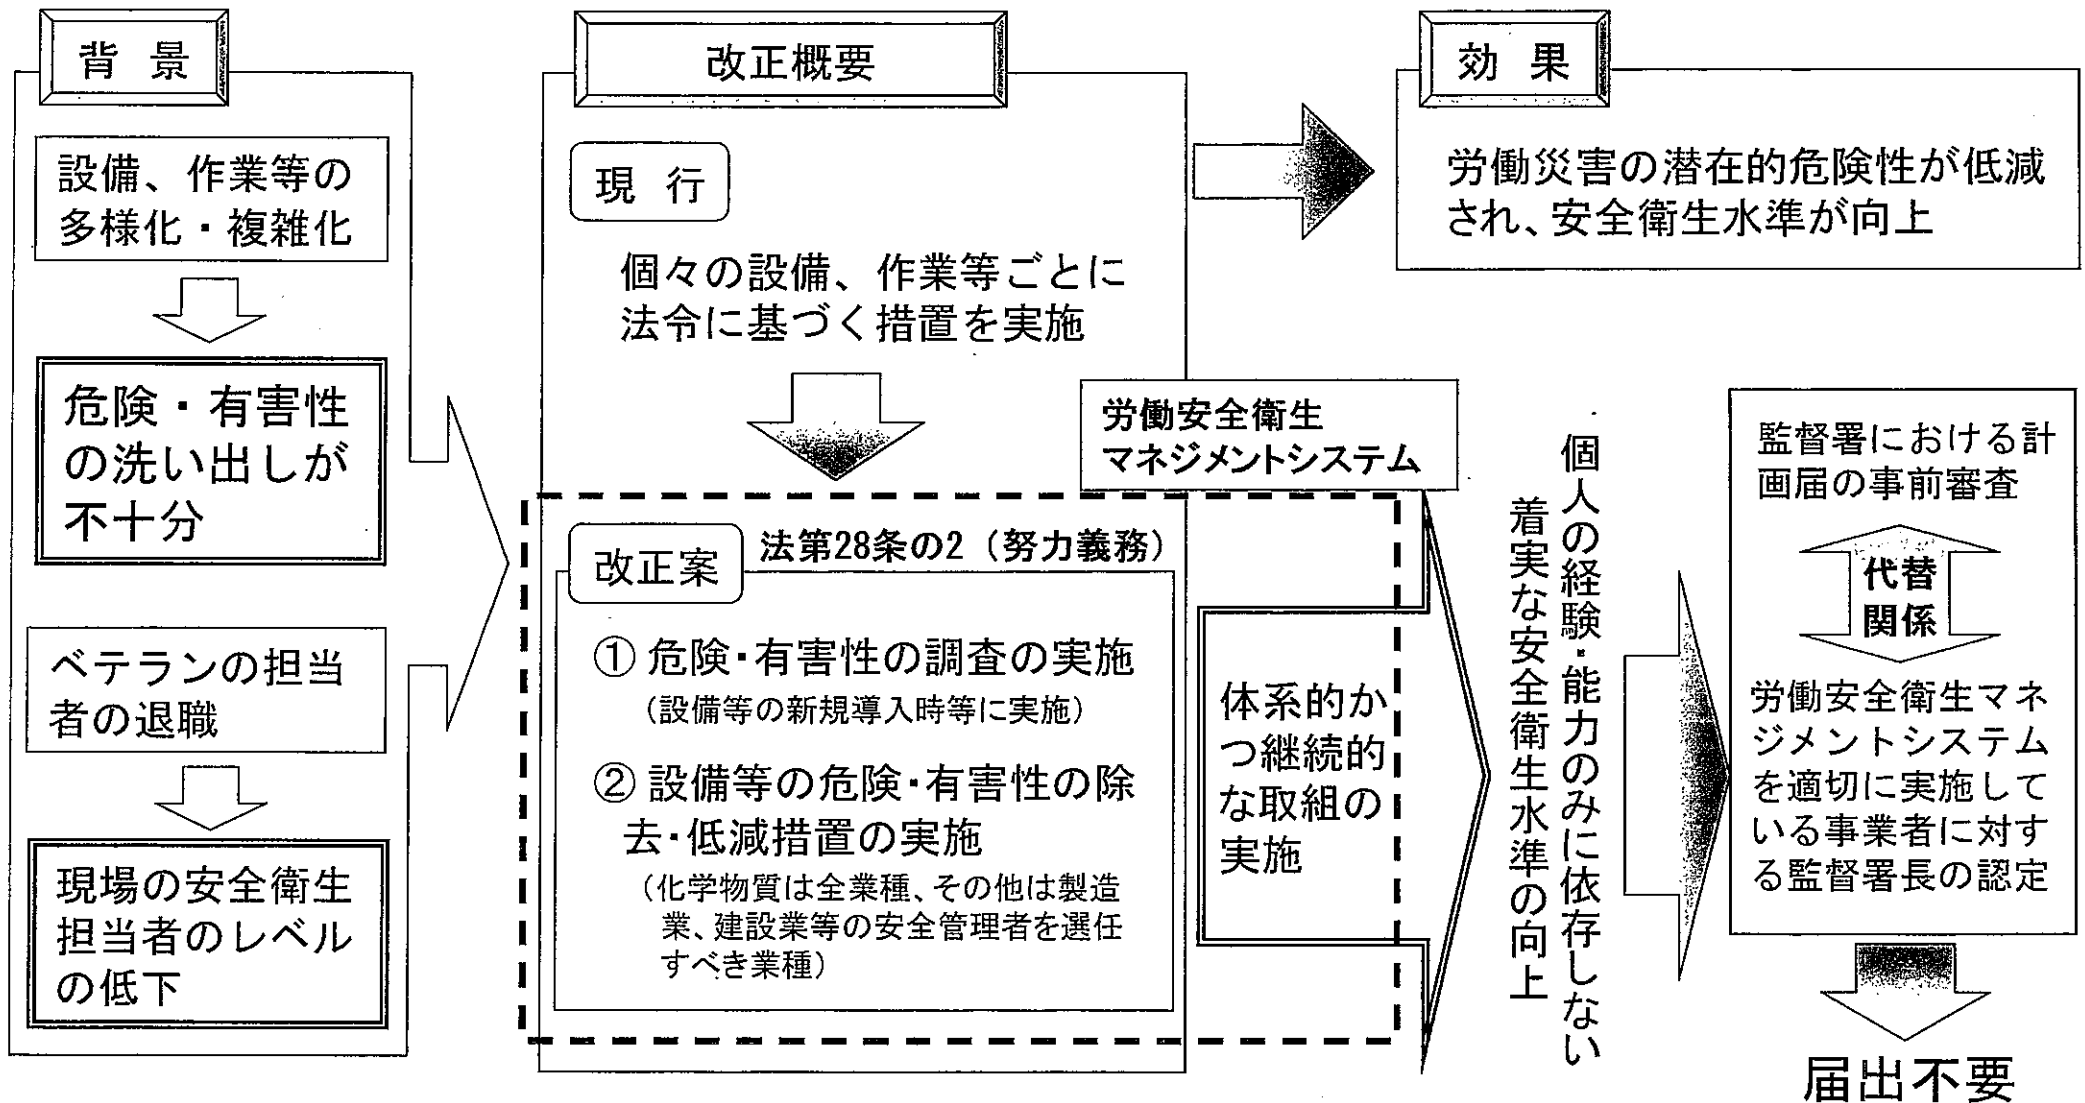 背 景
設備、作業等の
多様化・複雑化
危険・有害性
の洗い出しが
不十分
ベテランの担当
者の退職
現場の安全衛生
担当者のレベル
の低下
改正概要
現 行
個々の設備、作業等ごとに
法令に基づく措置を実施
労働安全衛生
マネジメントシステム
改正案
法第28条の2（努力義務）
① 危険・有害性の調査の実施
（設備等の新規導入時等に実施）
② 設備等の危険・有害性の除
去・低減措置の実施
（化学物質は全業種、その他は製造
業、建設業等の安全管理者を選任
すべき業種）
体系的か
つ継続的
な取組の
実施
個人の経験・能力のみに依存しない
着実な安全衛生水準の向上
効 果
労働災害の潜在的危険性が低減
され、安全衛生水準が向上
監督署における計
画届の事前審査
代替
関係
労働安全衛生マネ
ジメントシステム
を適切に実施して
いる事業者に対す
る監督署長の認定
届出不要